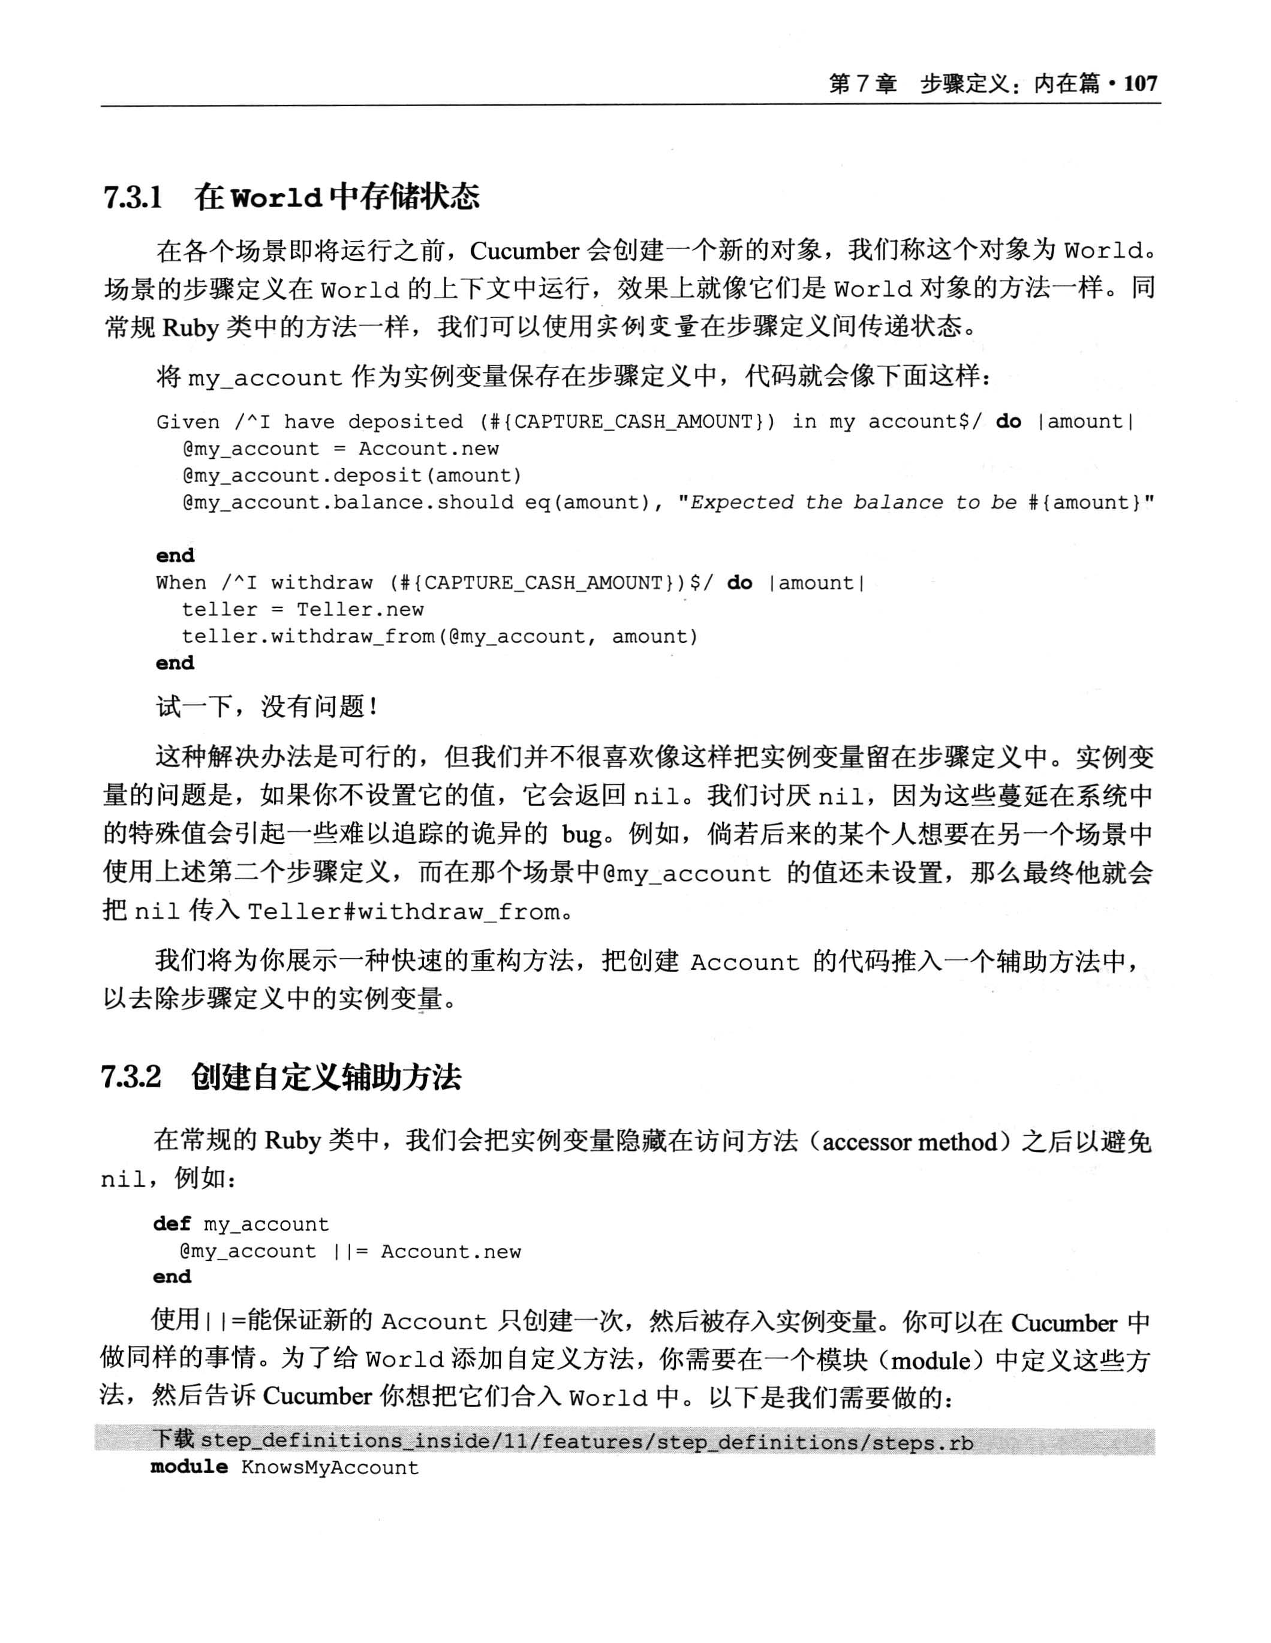 第 7 章　步骤定义：内在篇 • 107
7.3.1　在World中存储状态
在各个场景即将运行之前，Cucumber 会创建一个新的对象，我们称这个对象为 World。
场景的步骤定义在 World 的上下文中运行，效果上就像它们是 World 对象的方法一样。同
常规 Ruby 类中的方法一样，我们可以使用实例变量在步骤定义间传递状态。
将 my_account 作为实例变量保存在步骤定义中，代码就会像下面这样：
Given /^I have deposited (#{CAPTURE_CASH_AMOUNT}) in my account$/ do |amount|
  @my_account = Account.new
  @my_account.deposit(amount)
  @my_account.balance.should eq(amount), "Expected the balance to be #{amount}"
end
When /^I withdraw (#{CAPTURE_CASH_AMOUNT})$/ do |amount|
  teller = Teller.new
  teller.withdraw_from(@my_account, amount)
end
试一下，没有问题！
这种解决办法是可行的，但我们并不很喜欢像这样把实例变量留在步骤定义中。实例变
量的问题是，如果你不设置它的值，它会返回 nil。我们讨厌 nil，因为这些蔓延在系统中
的特殊值会引起一些难以追踪的诡异的 bug。例如，倘若后来的某个人想要在另一个场景中
使用上述第二个步骤定义，而在那个场景中@my_account 的值还未设置，那么最终他就会
把 nil 传入 Teller#withdraw_from。
我们将为你展示一种快速的重构方法，把创建 Account 的代码推入一个辅助方法中，
以去除步骤定义中的实例变量。
7.3.2　创建自定义辅助方法
在常规的 Ruby 类中，我们会把实例变量隐藏在访问方法（accessor method）之后以避免
nil，例如：
def my_account
  @my_account ||= Account.new
end
使用||=能保证新的 Account 只创建一次，然后被存入实例变量。你可以在 Cucumber 中
做同样的事情。为了给 World 添加自定义方法，你需要在一个模块（module）中定义这些方
法，然后告诉 Cucumber 你想把它们合入 World 中。以下是我们需要做的：
下载 step_definitions_inside/11/features/step_definitions/steps.rb
module KnowsMyAccount